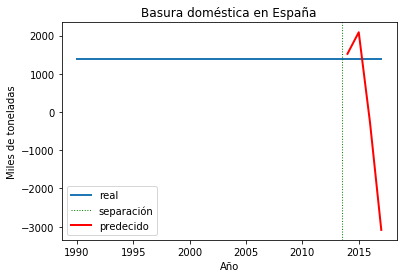 Basura doméstica en España
Miles de toneladas
2000
1000
0
−1000
−2000
−3000
real
separación
predecido
1990
1995
2000
2005
2010
2015
Año